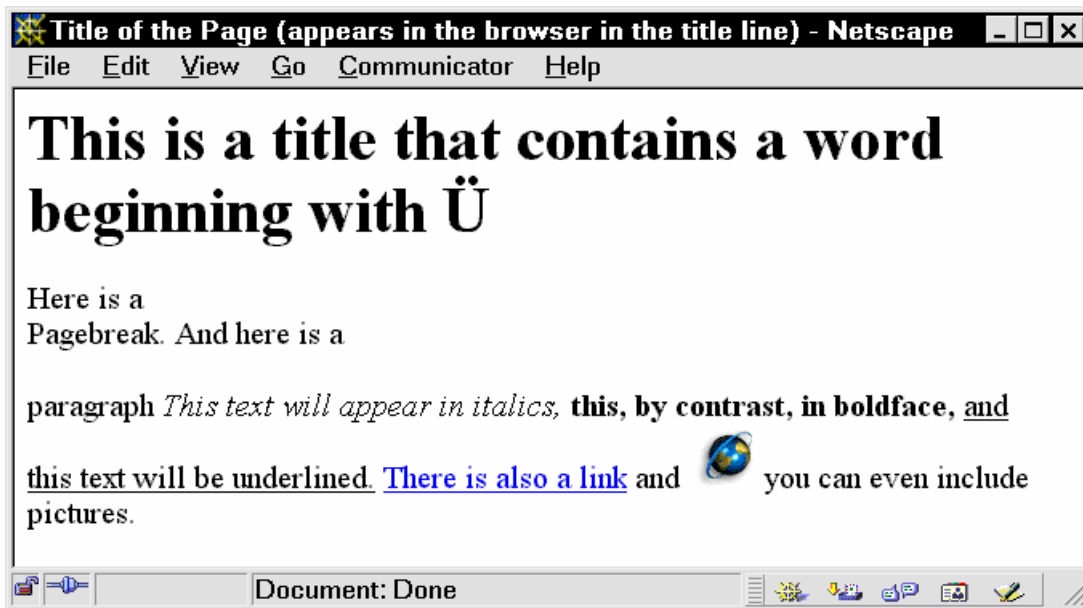 Title of the Page (appears in the browser in the title line) - Netscape
File Edit View Go Communicator Help
This is a title that contains a word
beginning with Ü
Here is a
Pagebreak. And here is a
paragraph This text will appear in italics, this, by contrast, in boldface, and
this text will be underlined. There is also a link and you can even include
pictures.
Document: Done